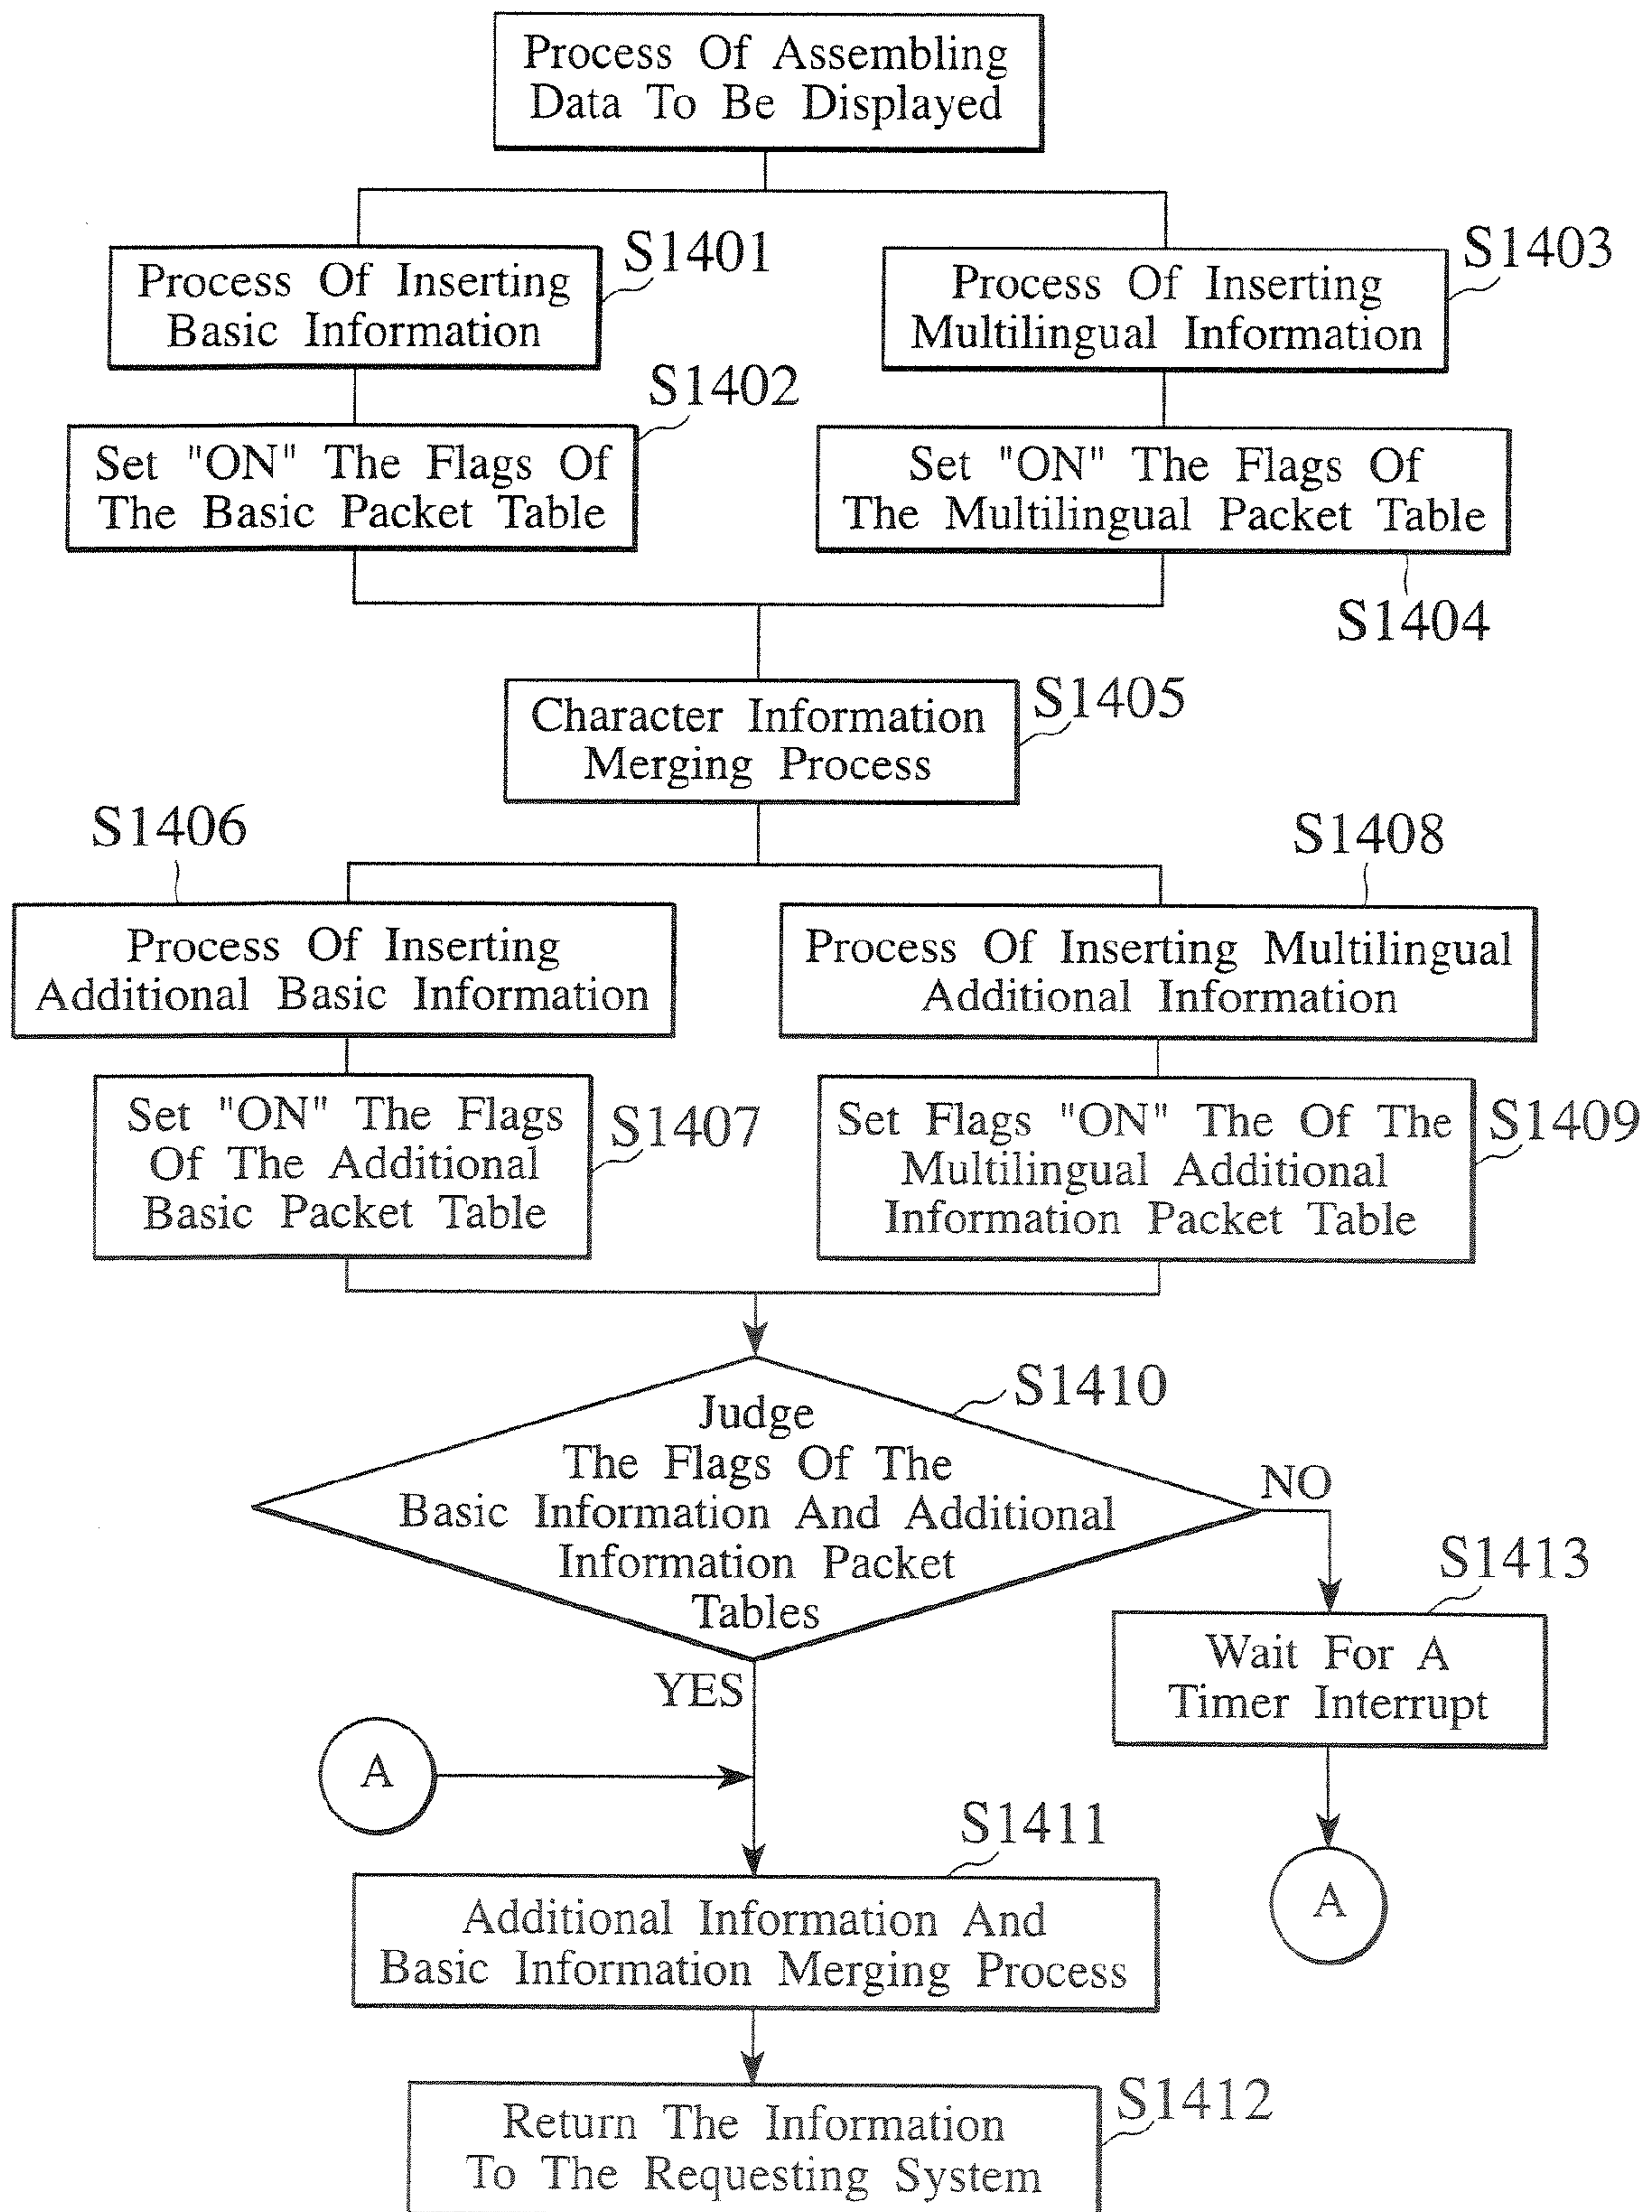 Process Of Assembling
Data To Be Displayed
S1401
Process Of Inserting
Basic Information
S1403
Process Of Inserting
Multilingual Information
S1402
Set "ON" The Flags Of
The Basic Packet Table
Set "ON" The Flags Of
The Multilingual Packet Table
S1404
Character Information
Merging Process
S1405
S1406
Process Of Inserting
Additional Basic Information
S1408
Process Of Inserting Multilingual
Additional Information
Set "ON" The Flags
Of The Additional
Basic Packet Table
S1407
Set Flags "ON" The Of The
Multilingual Additional
Information Packet Table
S1409
S1410
Judge
The Flags Of The
Basic Information And Additional
Information Packet
Tables
NO
YES
S1413
Wait For A
Timer Interrupt
A
A
S1411
Additional Information And
Basic Information Merging Process
Return The Information
To The Requesting System
S1412